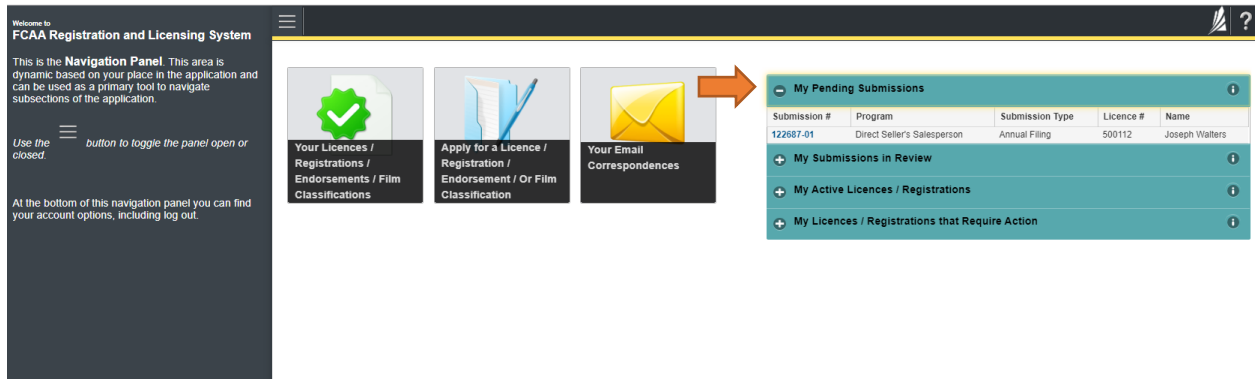 Welcome to
FCAA Registration and Licensing System
This is the Navigation Panel. This area is
dynamic based on your place in the application and
can be used as a primary tool to navigate
subsections of the application.
Use the button to toggle the panel open or
closed.
At the bottom of this navigation panel you can find
your account options, including log out.
?
Your Licences /
Registrations /
Endorsements / Film
Classifications
Apply for a Licence /
Registration /
Endorsement / Or Film
Classification
Your Email
Correspondences
My Pending Submissions
Submission # Program Submission Type Licence # Name
122687-01 Direct Seller's Salesperson Annual Filing 500112 Joseph Walters
My Submissions in Review
My Active Licences / Registrations
My Licences / Registrations that Require Action